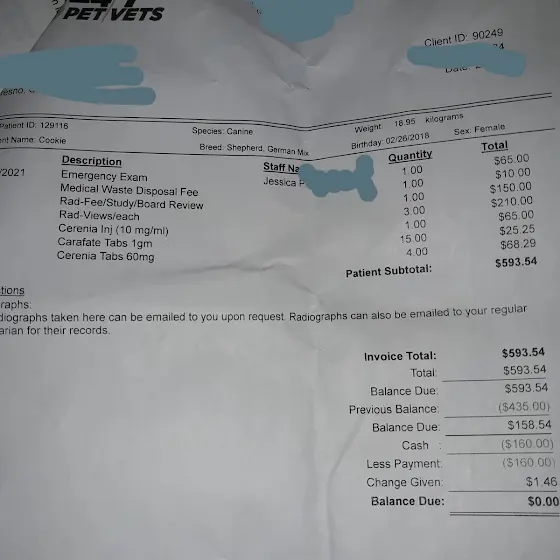 PET/VETS
Client ID: 90249
Patient ID: 129116
Species: Canine
Weight 18.95 kilograms
Name: Cookie
Breed: Shepherd, German Mix
Birthday: 02/26/2018
Sex: Female
Description Staff Quantity Total
/2021 Emergency Exam Jessica 1.00 $65.00
Medical Waste Disposal Fee 1.00 $10.00
Rad-Fee/Study/Board Review 1.00 $150.00
Rad-Views/each 3.00 $210.00
Cerenia Inj (10 mg/ml) 1.00 $65.00
Carafate Tabs 1gm 15.00 $25.25
Cerenia Tabs 60mg 4.00 $68.29
Patient Subtotal: $593.54
tions
raphs:
diographs taken here can be emailed to you upon request. Radiographs can also be emailed to your regular
arian for their records.
Invoice Total: $593.54
Total: $593.54
Balance Due: $593.54
Previous Balance: ($435.00)
Balance Due: $158.54
Cash : ($160.00)
Less Payment: ($160.00)
Change Given: $1.46
Balance Due: $0.00